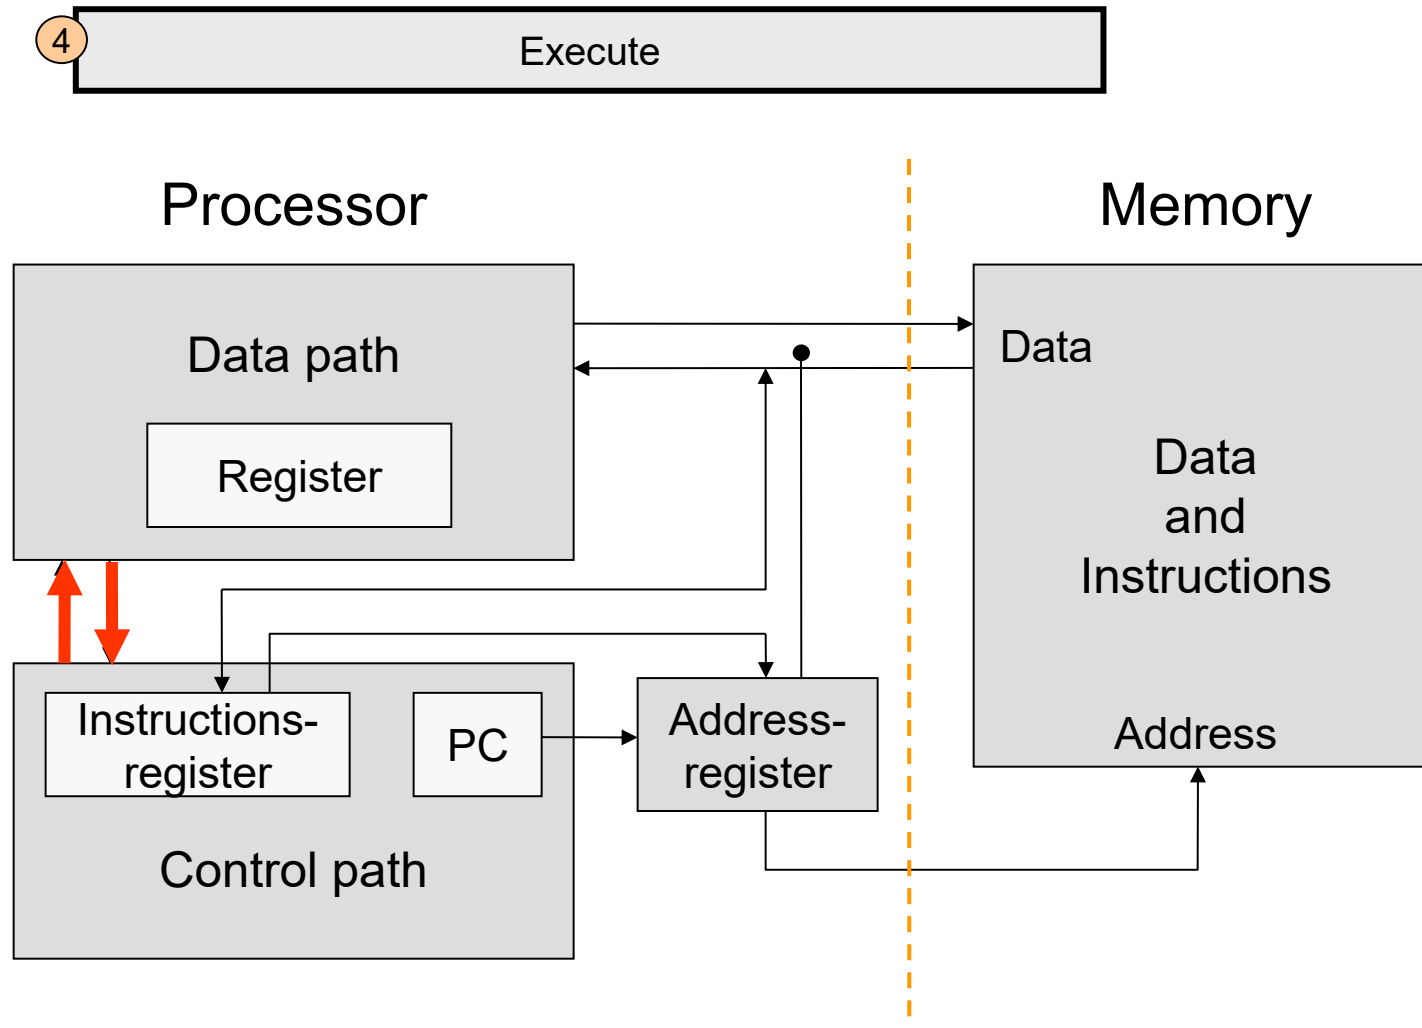 4
Execute
Processor
Memory
Data path
Data
Register
Data
and
Instructions
Instructions-
register
PC
Address-
register
Address
Control path